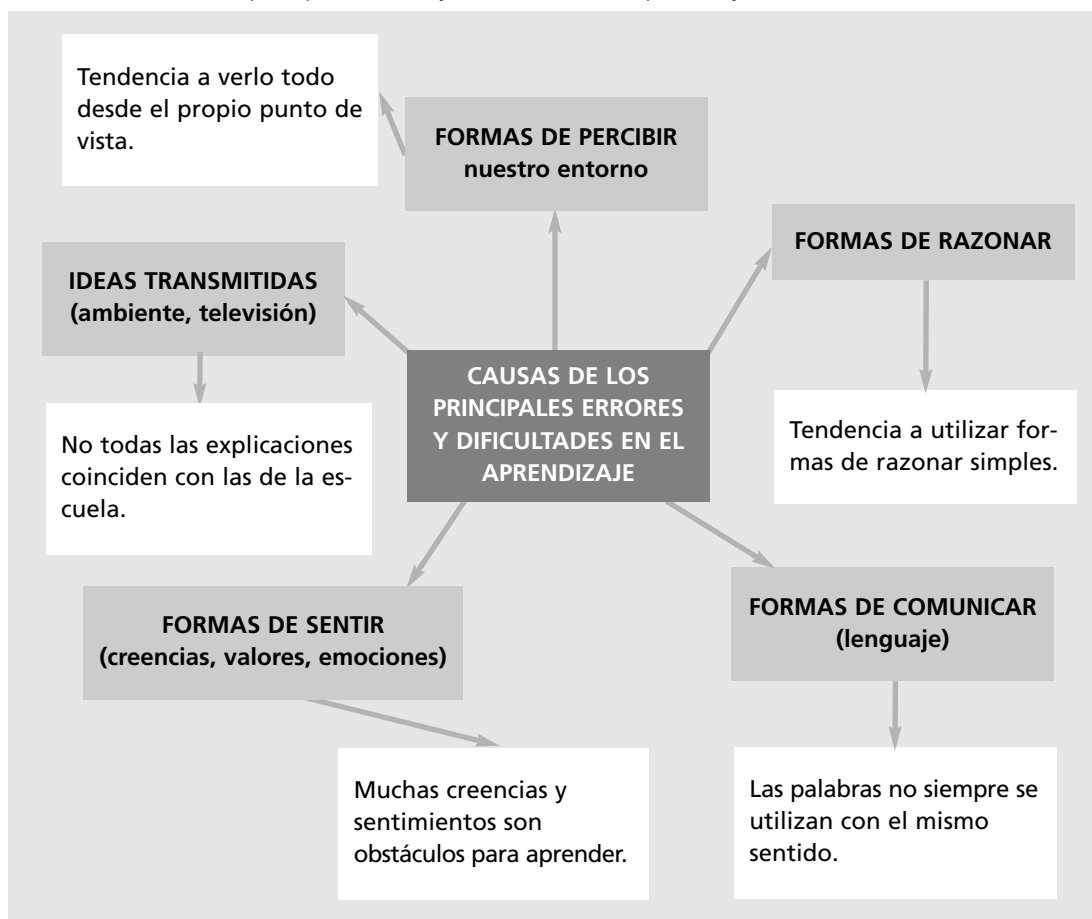 Tendencia a verlo todo
desde el propio punto de
vista.
FORMAS DE PERCIBIR
nuestro entorno
FORMAS DE RAZONAR
IDEAS TRANSMITIDAS
(ambiente, televisión)
CAUSAS DE LOS
PRINCIPALES ERRORES
Y DIFICULTADES EN EL
APRENDIZAJE
No todas las explicaciones
coinciden con las de la es-
cuela.
Tendencia a utilizar for-
mas de razonar simples.
FORMAS DE SENTIR
(creencias, valores, emociones)
FORMAS DE COMUNICAR
(lenguaje)
Muchas creencias y
sentimientos son
obstáculos para aprender.
Las palabras no siempre se
utilizan con el mismo
sentido.